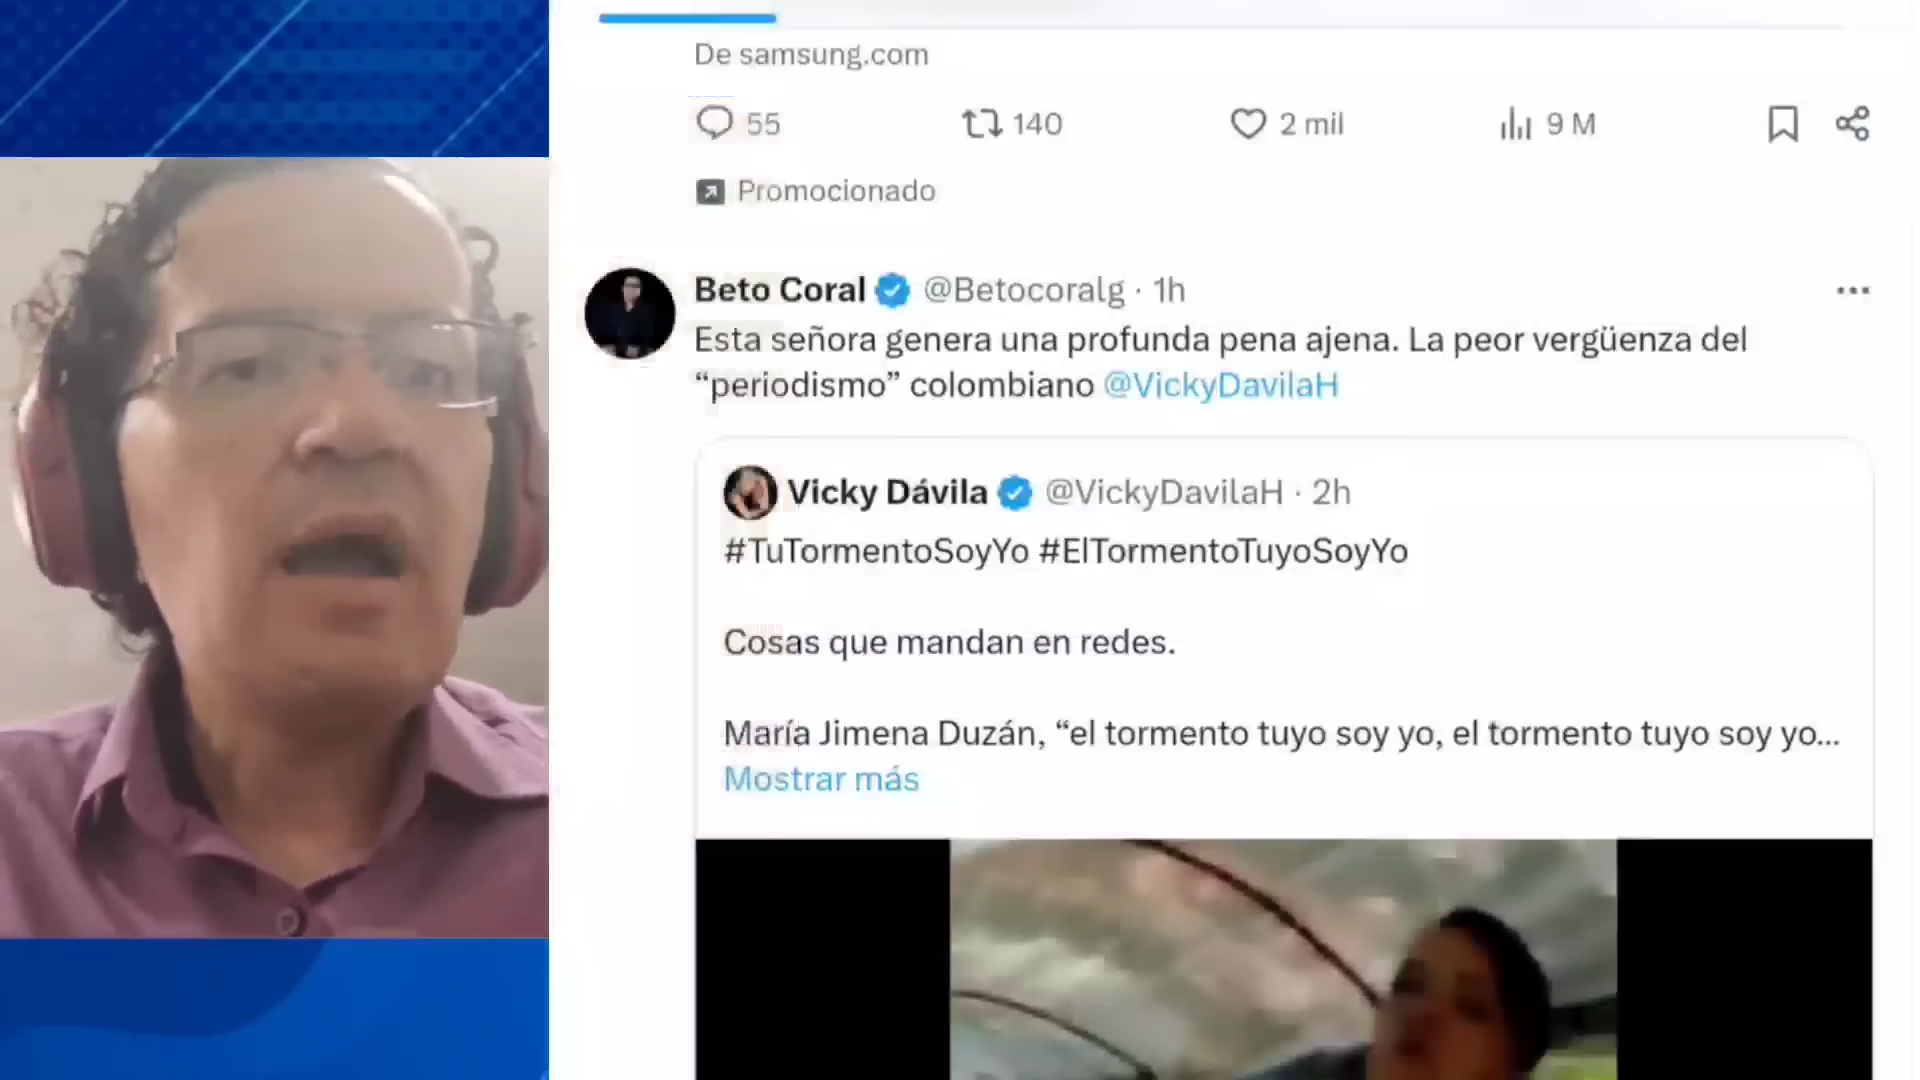 De samsung.com
55 140 2 mil 9 M
Promocionado
Beto Coral @Betocoralg · 1h
Esta señora genera una profunda pena ajena. La peor vergüenza del
“periodismo” colombiano @VickyDavilaH
Vicky Dávila @VickyDavilaH · 2h
#TuTormentoSoyYo #ElTormentoTuyoSoyYo
Cosas que mandan en redes.
María Jimena Duzán, “el tormento tuyo soy yo, el tormento tuyo soy yo...
Mostrar más